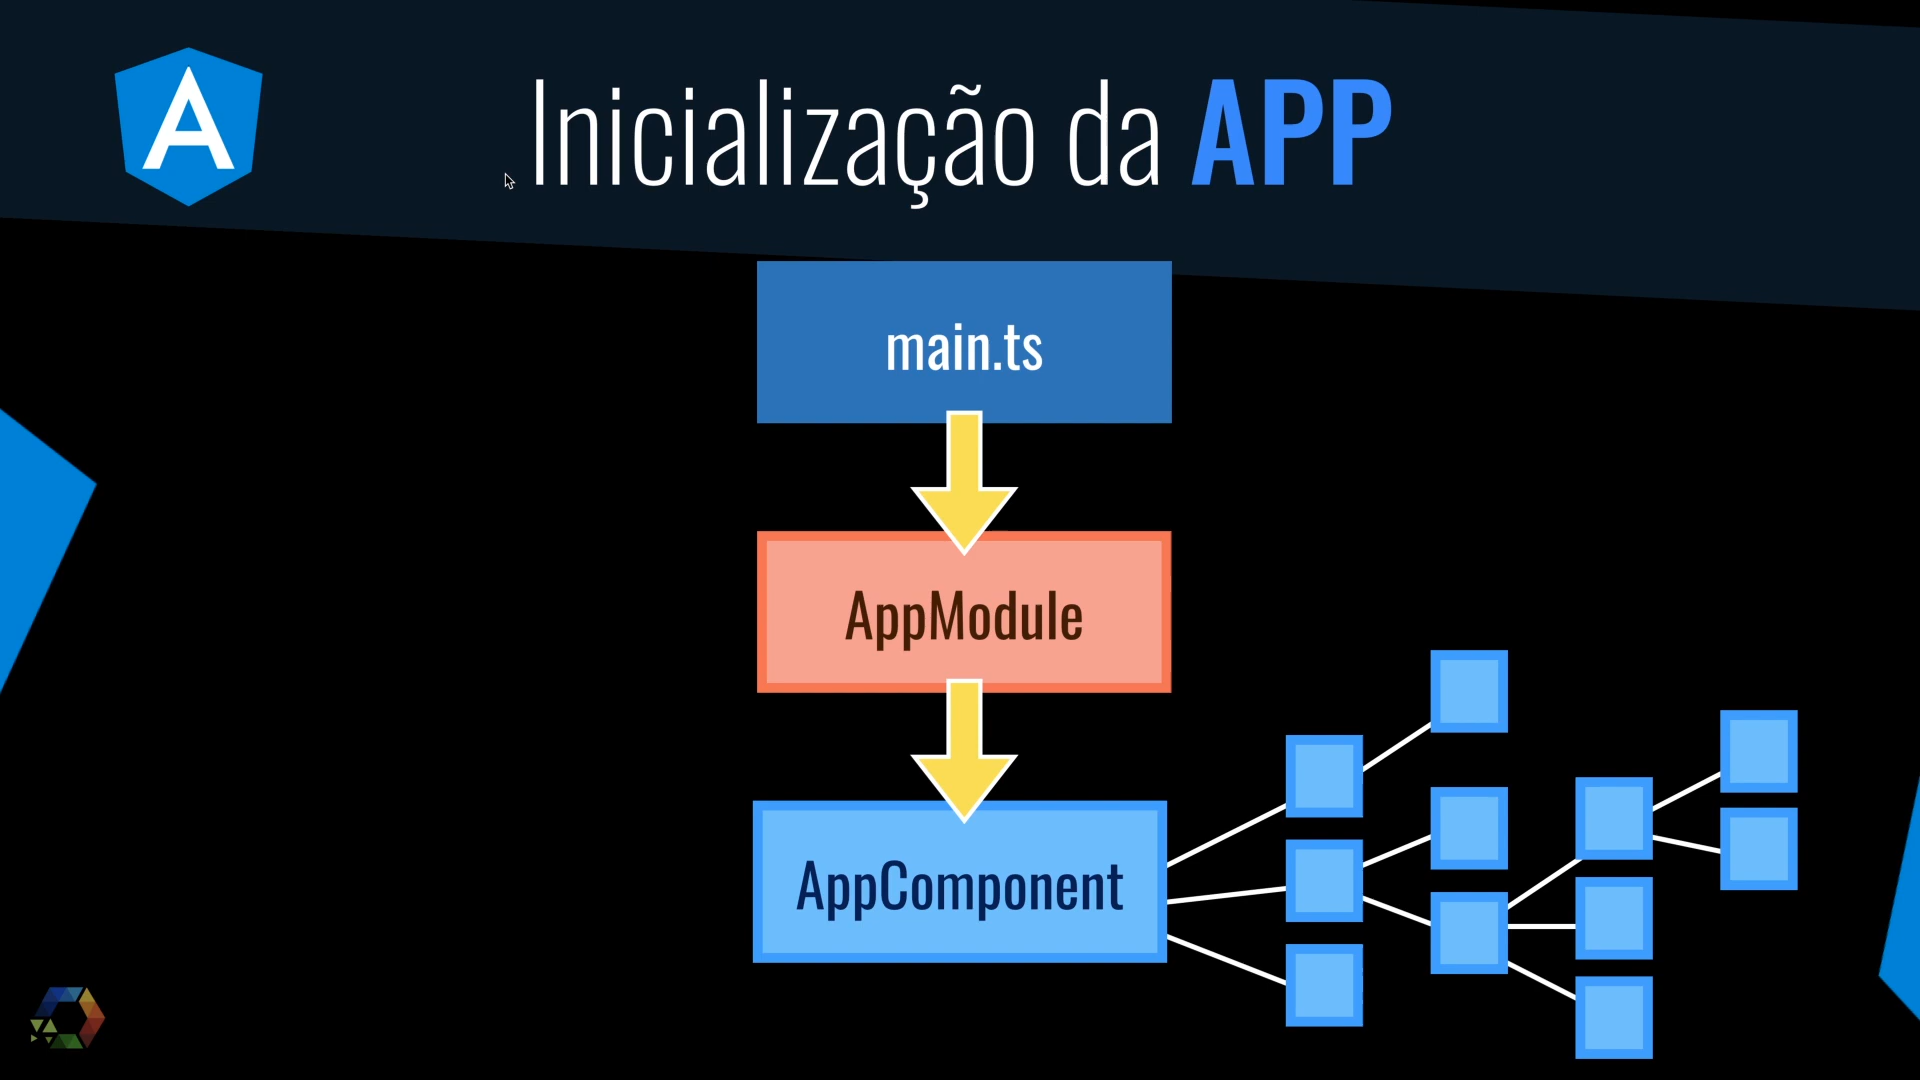 A
Inicialização da APP
main.ts
AppModule
AppComponent